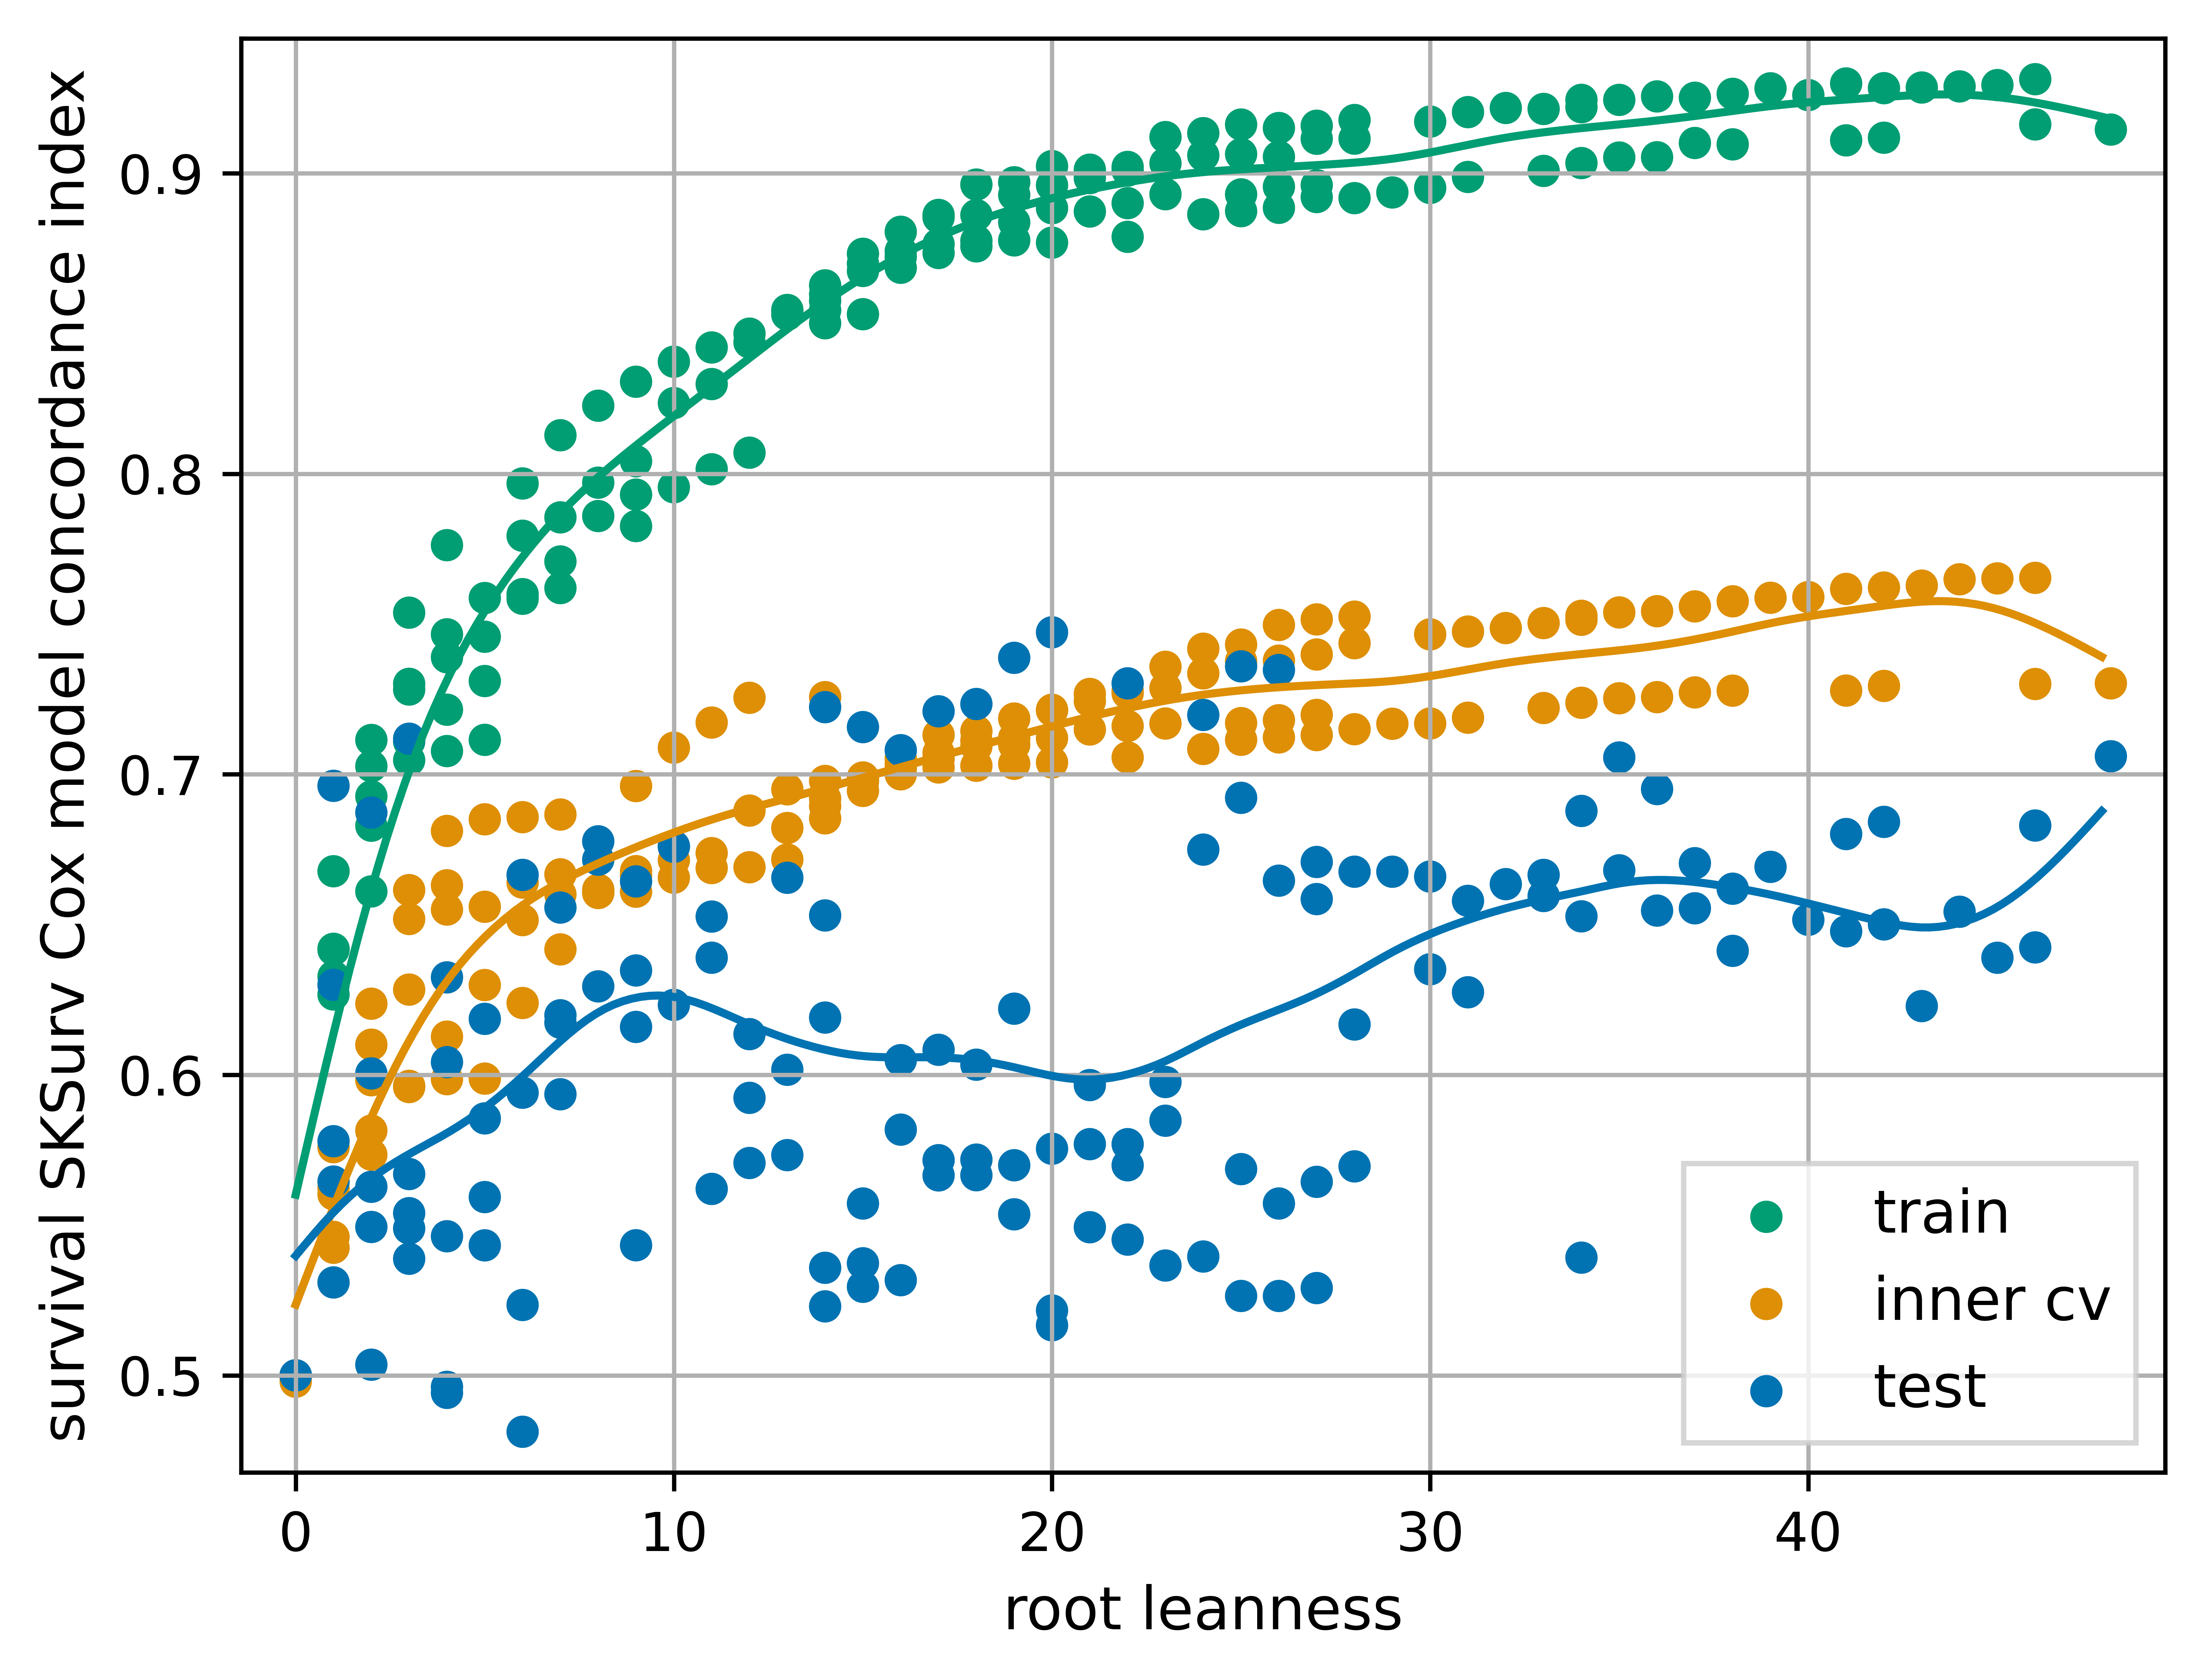 survival SKSurv Cox model concordance index
0.9
0.8
0.7
0.6
0.5
0
10
20
30
40
root leanness
train
inner cv
test